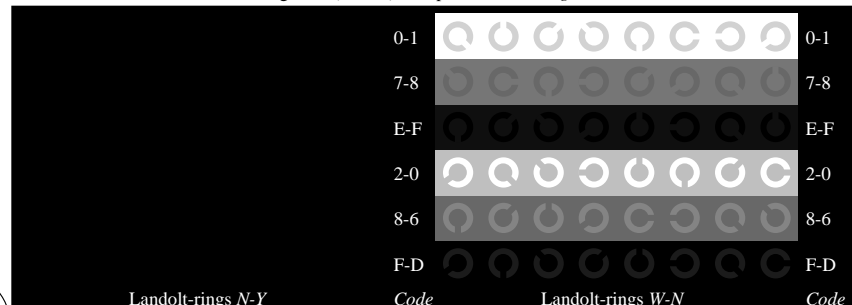 0-1 0-1
7-8 7-8
E-F E-F
2-0 2-0
8-6 8-6
F-D F-D
Landolt-rings N-Y Code Landolt-rings W-N Code